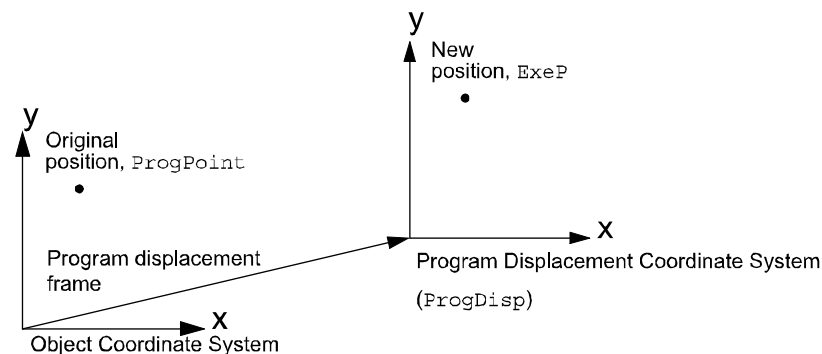 y
New
position, ExeP
y
Original
position, ProgPoint
x
Program displacement
frame
Program Displacement Coordinate System
(ProgDisp)
x
Object Coordinate System